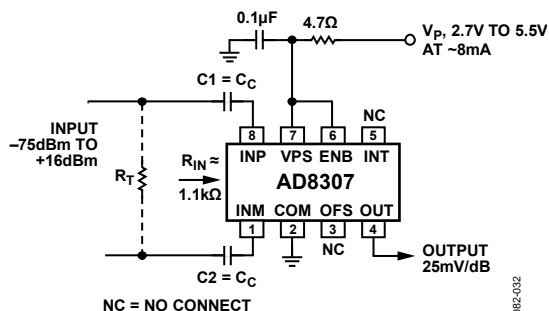 0.1µF
4.7Ω
VP, 2.7V TO 5.5V
AT ~8mA
C1 = CC
NC
INPUT
–75dBm TO
+16dBm
8 7 6 5
INP VPS ENB INT
RIN ≈
1.1kΩ
RT
AD8307
INM COM OFS OUT
1 2 3 4
NC
OUTPUT
25mV/dB
C2 = CC
NC = NO CONNECT
082-032